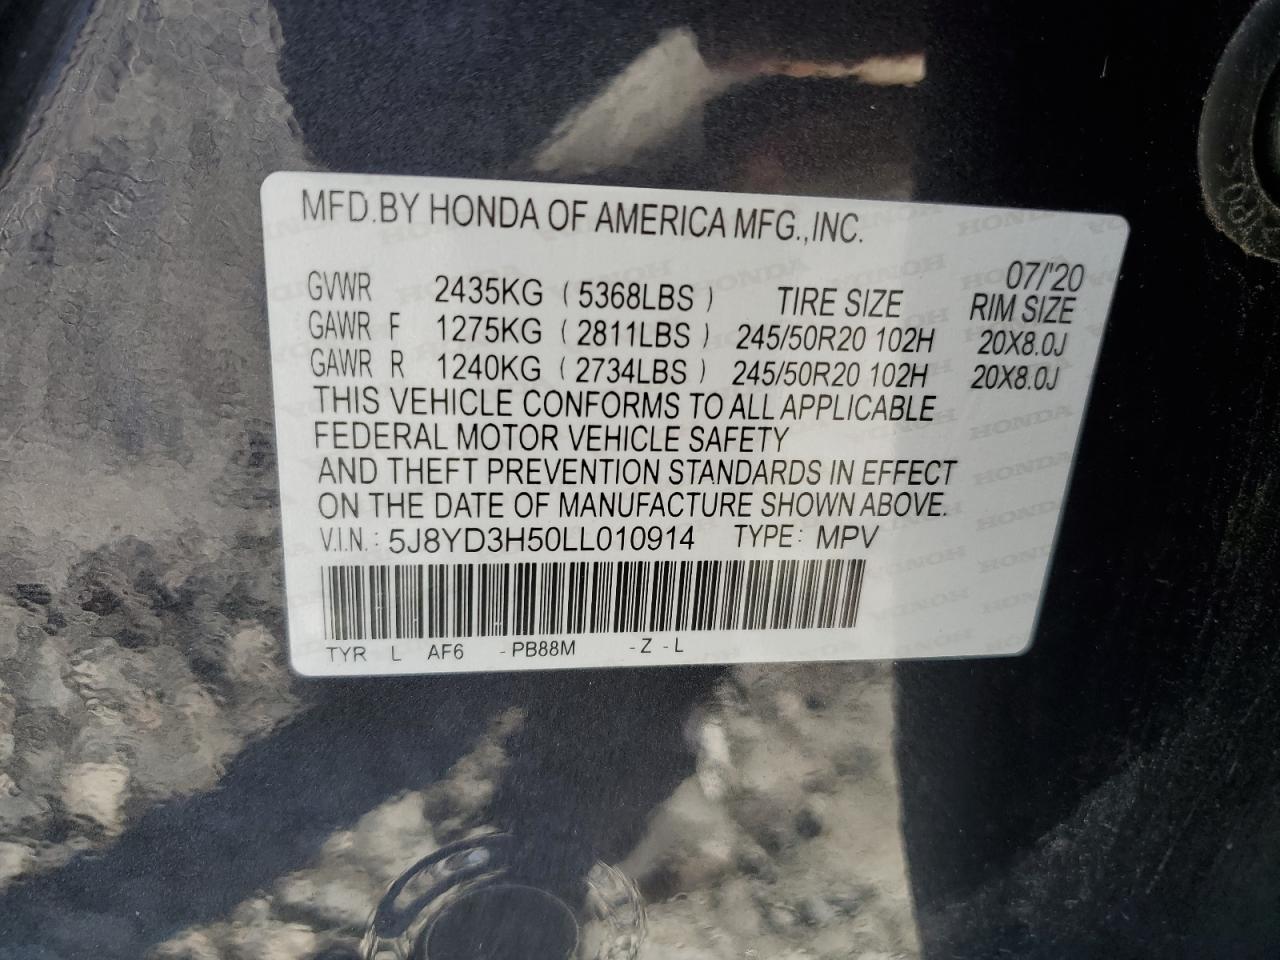 MFD.BY HONDA OF AMERICA MFG.,INC.
07/'20
GVWR 2435KG ( 5368LBS ) TIRE SIZE RIM SIZE
GAWR F 1275KG ( 2811LBS ) 245/50R20 102H 20X8.0J
GAWR R 1240KG ( 2734LBS ) 245/50R20 102H 20X8.0J
THIS VEHICLE CONFORMS TO ALL APPLICABLE
FEDERAL MOTOR VEHICLE SAFETY
AND THEFT PREVENTION STANDARDS IN EFFECT
ON THE DATE OF MANUFACTURE SHOWN ABOVE.
V.I.N.: 5J8YD3H50LL010914 TYPE: MPV
TYR L AF6 - PB88M - Z - L